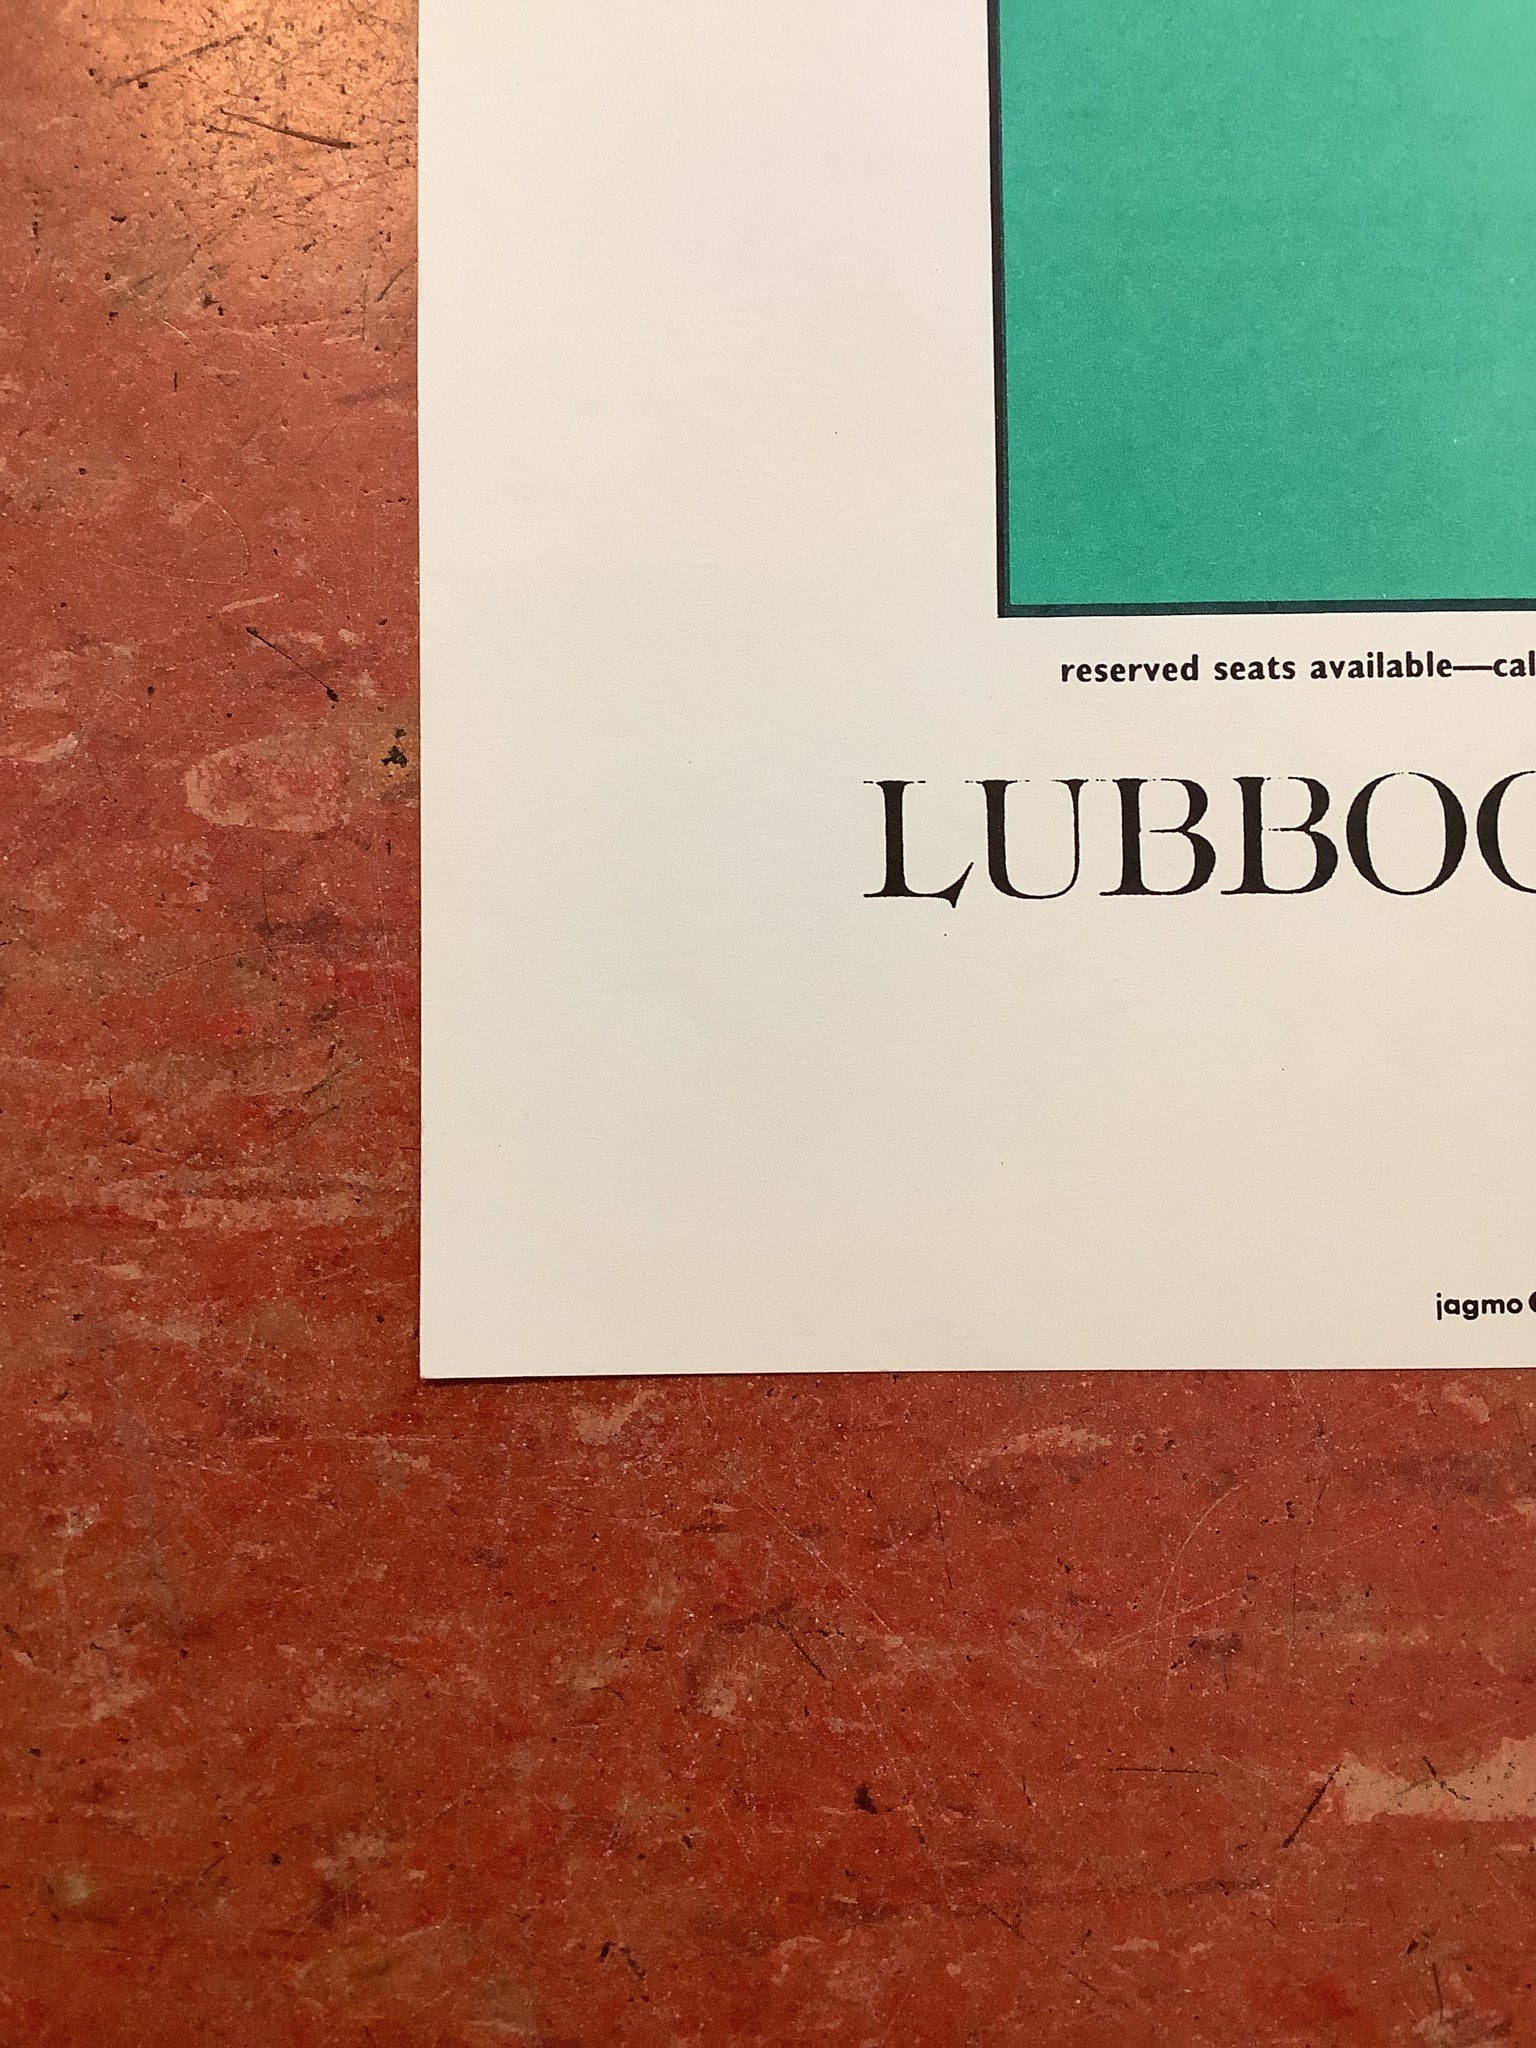 reserved seats available—cal
LUBBOC
jagmo